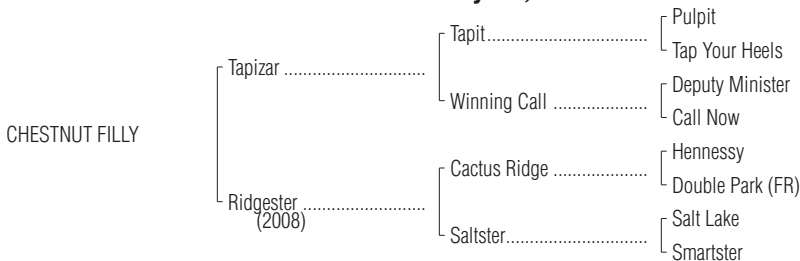 Pulpit
Tapit
Tap Your Heels
Tapizar
Deputy Minister
Winning Call
Call Now
CHESTNUT FILLY
Hennessy
Cactus Ridge
Double Park (FR)
Ridgester
(2008)
Salt Lake
Saltster
Smartster